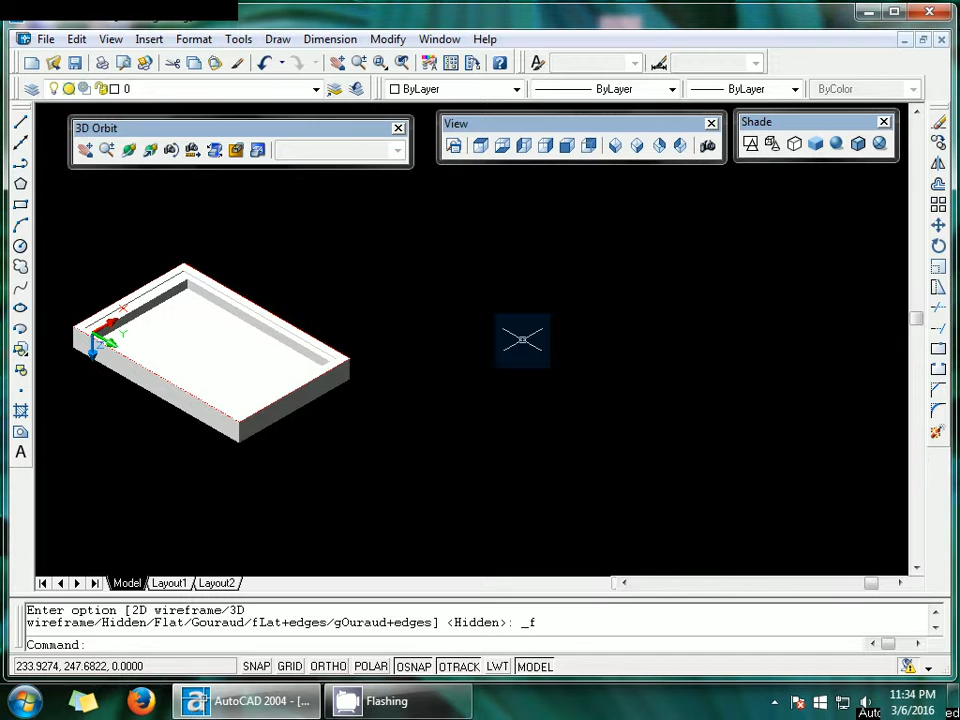 File Edit View Insert Format Tools Draw Dimension Modify Window Help
0 ByLayer ByLayer ByLayer ByColor
3D Orbit
View
Shade
X
Y
Z
Model Layout1 Layout2
Enter option [2D wireframe/3D
wireframe/Hidden/Flat/Gouraud/fLat+edges/gOuraud+edges] <Hidden>: _f
Command:
233.9274, 247.6822, 0.0000 SNAP GRID ORTHO POLAR OSNAP OTRACK LWT MODEL
AutoCAD 2004 - [... Flashing
11:34 PM
3/6/2016